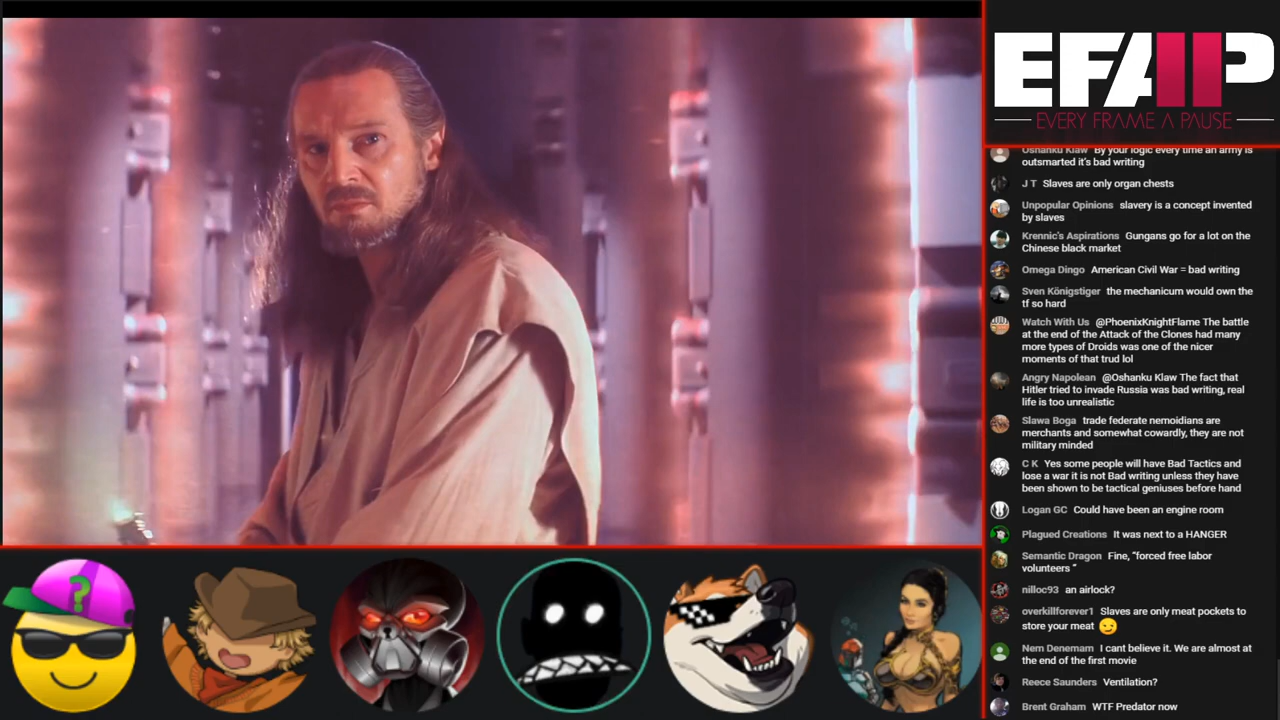 EFAP
EVERY FRAME A PAUSE
Oshanku Klaw By your logic every time an army is
outsmarted it's bad writing
J T Slaves are only organ chests
Unpopular Opinions slavery is a concept invented
by slaves
Krennic's Aspirations Gungans go for a lot on the
Chinese black market
Omega Dingo American Civil War = bad writing
Sven Königstiger the mechanicum would own the
tf so hard
Watch With Us @PhoenixKnightFlame The battle
at the end of the Attack of the Clones had many
more types of Droids was one of the nicer
moments of that trud lol
Angry Napolean @Oshanku Klaw The fact that
Hitler tried to invade Russia was bad writing, real
life is too unrealistic
Slawa Boga trade federate nemoidians are
merchants and somewhat cowardly, they are not
military minded
C K Yes some people will have Bad Tactics and
lose a war it is not Bad writing unless they have
been shown to be tactical geniuses before hand
Logan GC Could have been an engine room
Plagued Creations It was next to a HANGER
Semantic Dragon Fine, "forced free labor
volunteers "
nilloc93 an airlock?
overkillforever1 Slaves are only meat pockets to
store your meat 😏
Nem Denemam I cant believe it. We are almost at
the end of the first movie
Reece Saunders Ventilation?
Brent Graham WTF Predator now
?